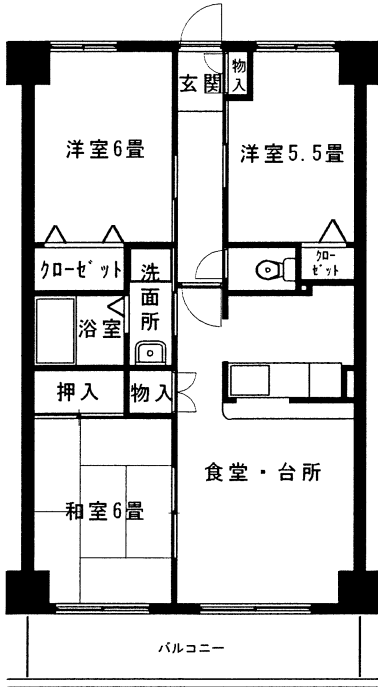 玄関
物入
洋室6畳
洋室5.5畳
クローゼット
洗面所
クローゼット
浴室
押入
物入
食堂・台所
和室6畳
バルコニー